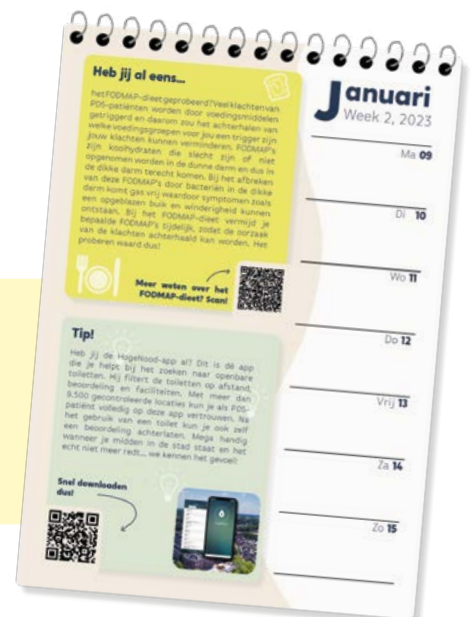 Heb jij al eens...
het FODMAP-dieet geprobeerd? Veel klachten van
PDS-patiënten worden door voedingsmiddelen
getriggerd en daarom zou het achterhalen van
welke voedingsgroepen voor jou een trigger zijn
jouw klachten kunnen verminderen. FODMAP's
zijn koolhydraten die slecht zijn of niet
opgenomen worden in de dunne darm en dus in
de dikke darm terecht komen. Bij het afbreken
van deze FODMAP's door bacteriën in de dikke
darm komt gas vrij waardoor symptomen zoals
een opgeblazen buik en winderigheid kunnen
ontstaan. Bij het FODMAP-dieet vermijd je
bepaalde FODMAP's tijdelijk, zodat de oorzaak
van de klachten achterhaald kan worden. Het
proberen waard dus!
Meer weten over het
FODMAP-dieet? Scan!
Tip!
Heb jij de HogeNood-app al? Dit is dé app
die je helpt bij het zoeken naar openbare
toiletten. Hij filtert de toiletten op afstand,
beoordeling en faciliteiten. Met meer dan
9.500 gecontroleerde locaties kun je als PDS-
patiënt volledig op deze app vertrouwen. Na
het gebruik van een toilet kun je ook zelf
een beoordeling achterlaten. Mega handig
wanneer je midden in de stad staat en het
echt niet meer redt... we kennen het gevoel!
Snel downloaden
dus!
Januari
Week 2, 2023
Ma 09
Di 10
Wo 11
Do 12
Vrij 13
Za 14
Zo 15